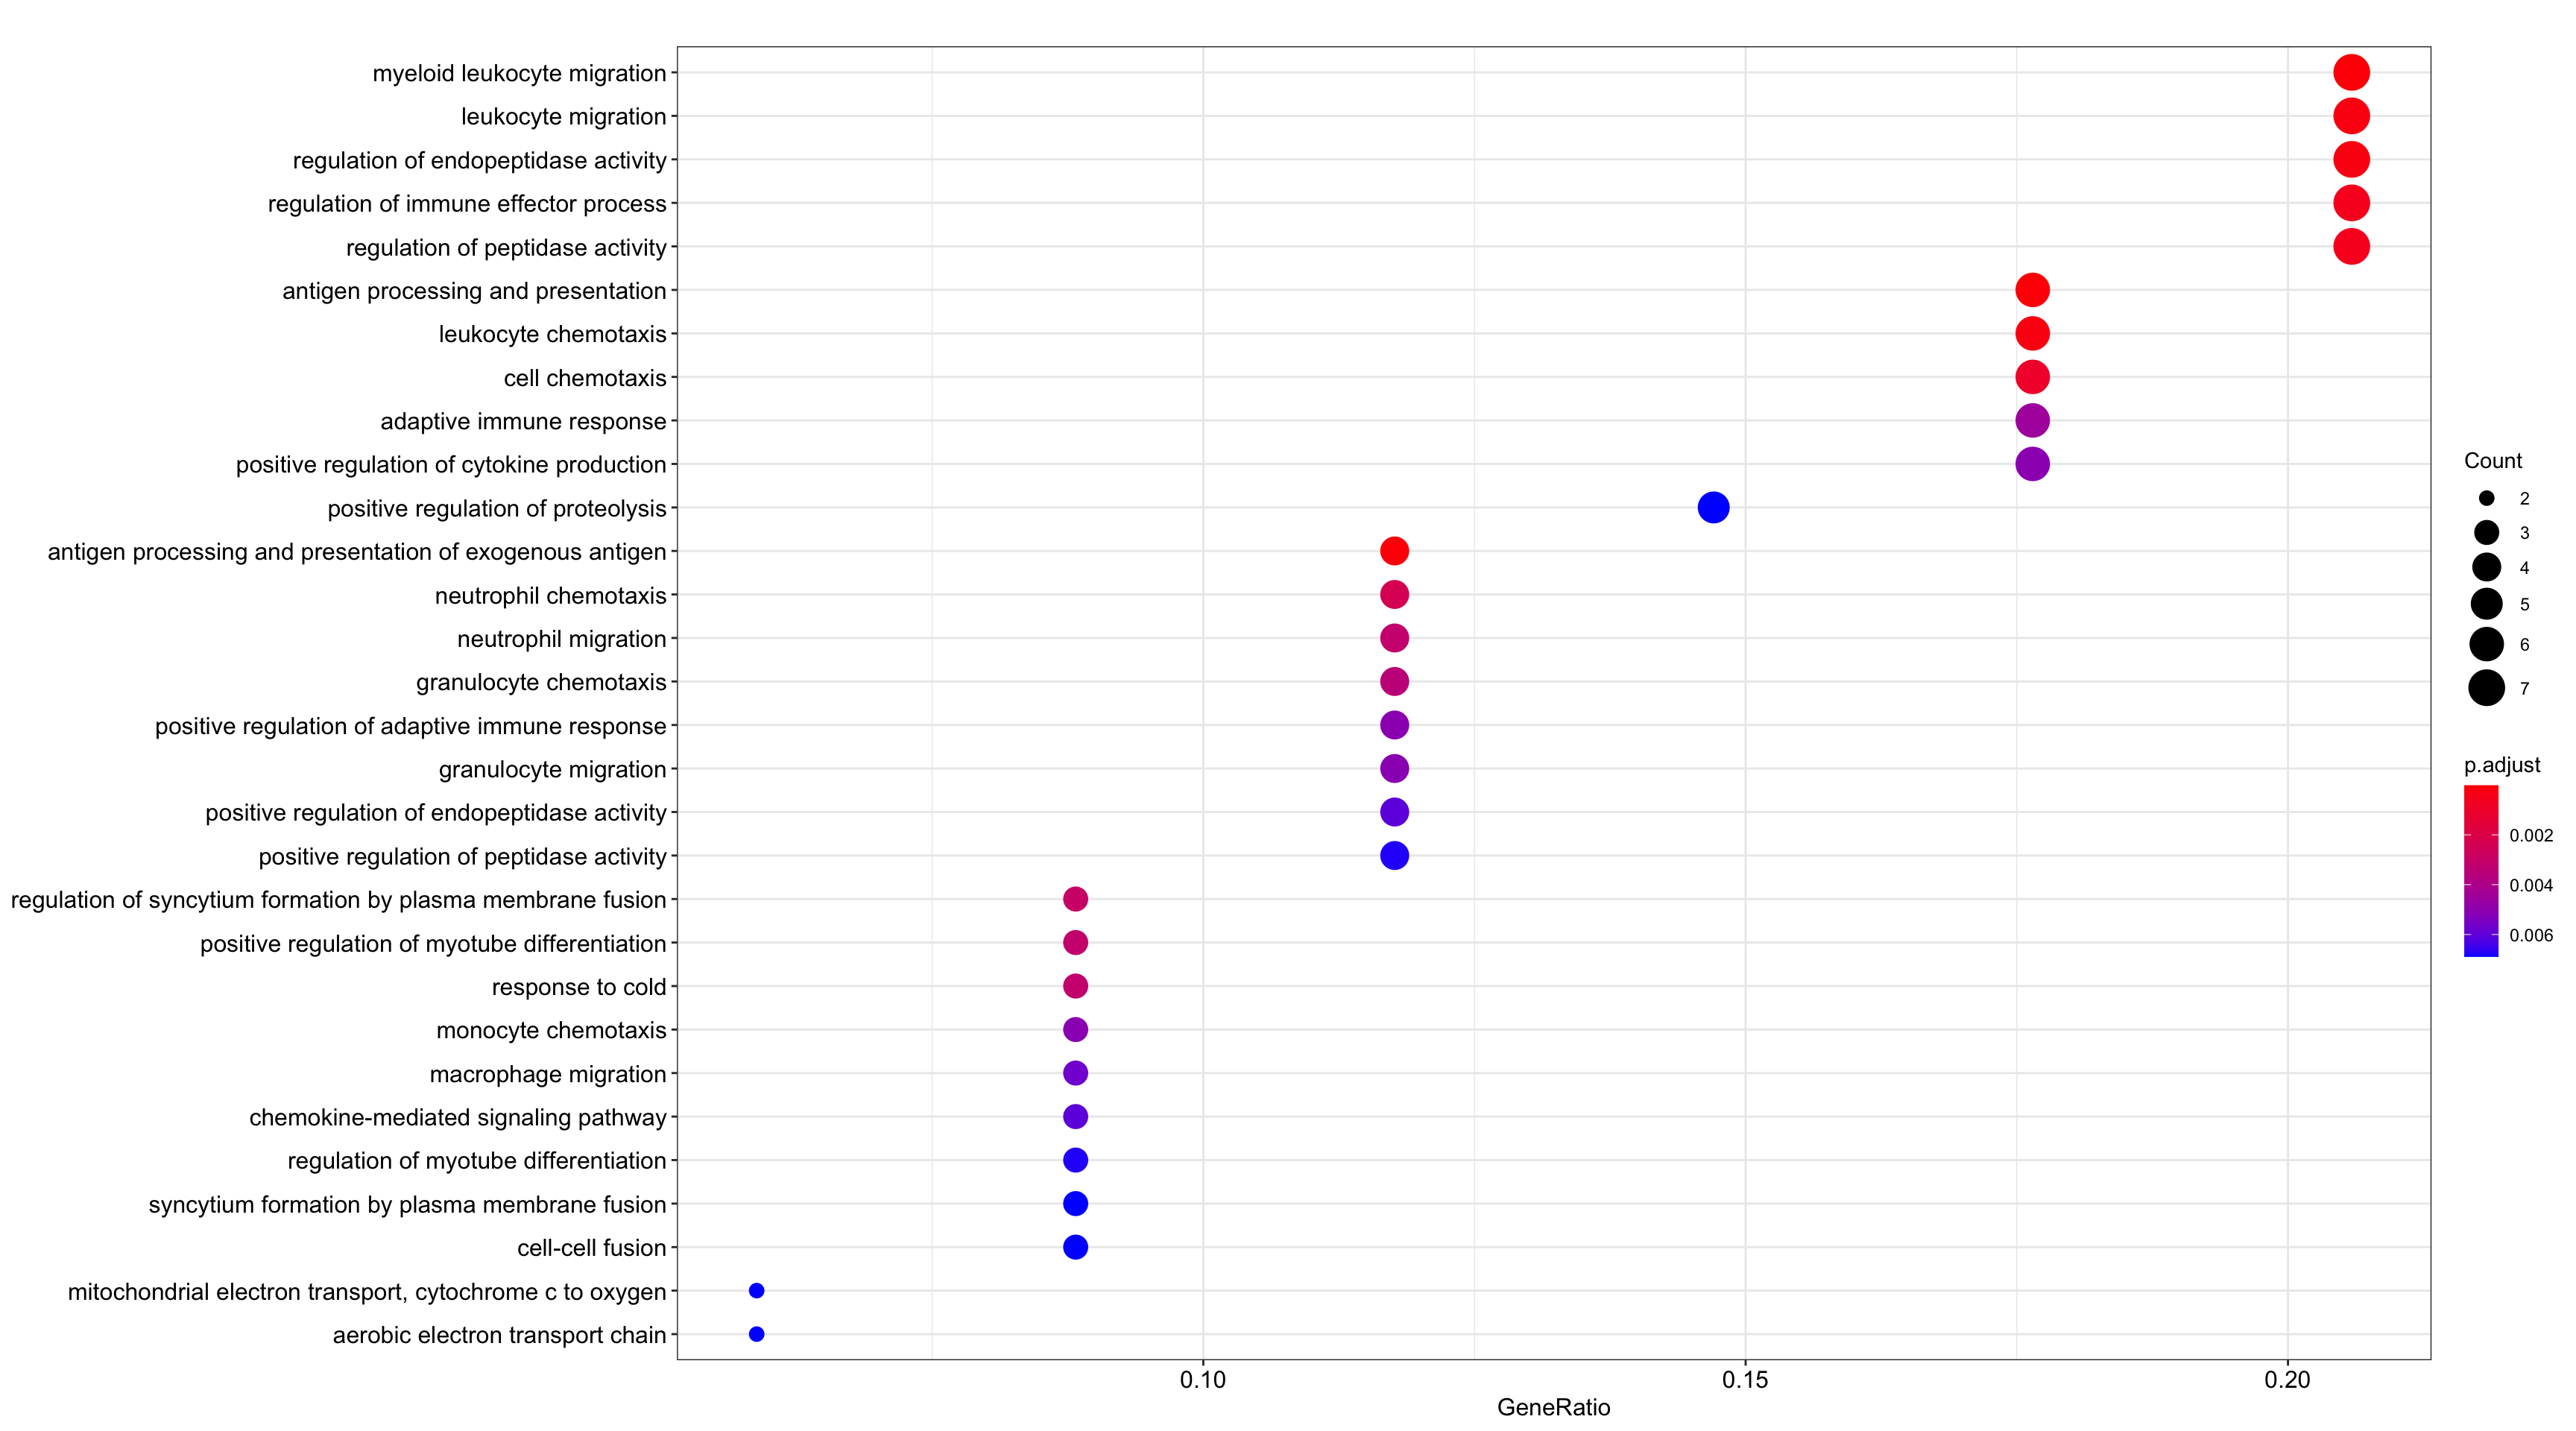 myeloid leukocyte migration
leukocyte migration
regulation of endopeptidase activity
regulation of immune effector process
regulation of peptidase activity
antigen processing and presentation
leukocyte chemotaxis
cell chemotaxis
adaptive immune response
positive regulation of cytokine production
positive regulation of proteolysis
antigen processing and presentation of exogenous antigen
neutrophil chemotaxis
neutrophil migration
granulocyte chemotaxis
positive regulation of adaptive immune response
granulocyte migration
positive regulation of endopeptidase activity
positive regulation of peptidase activity
regulation of syncytium formation by plasma membrane fusion
positive regulation of myotube differentiation
response to cold
monocyte chemotaxis
macrophage migration
chemokine-mediated signaling pathway
regulation of myotube differentiation
syncytium formation by plasma membrane fusion
cell-cell fusion
mitochondrial electron transport, cytochrome c to oxygen
aerobic electron transport chain
0.10 0.15 0.20
GeneRatio
Count
2
3
4
5
6
7
p.adjust
0.002
0.004
0.006